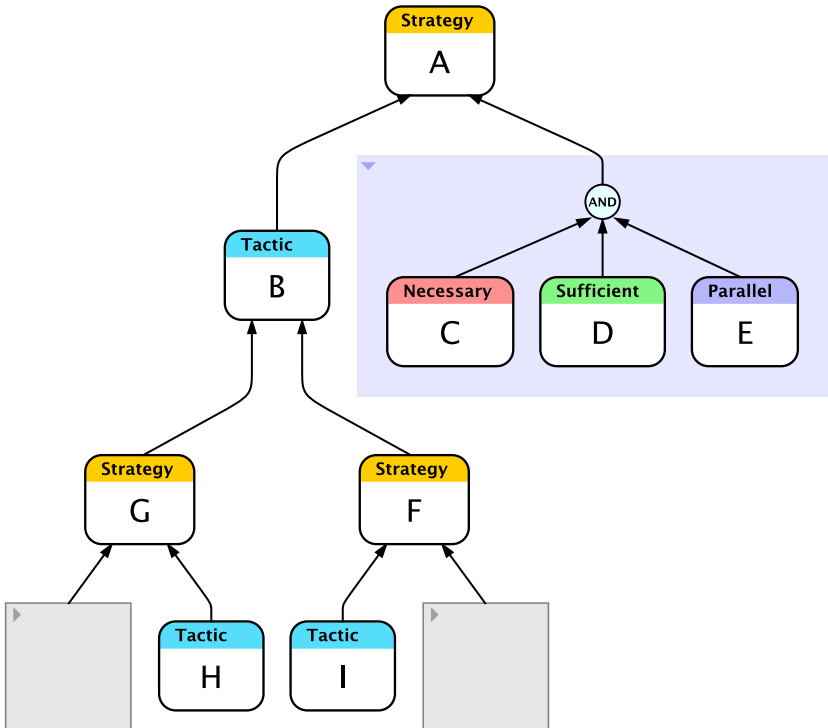 Strategy
A
AND
Tactic
B
Necessary
C
Sufficient
D
Parallel
E
Strategy
G
Strategy
F
Tactic
H
Tactic
I